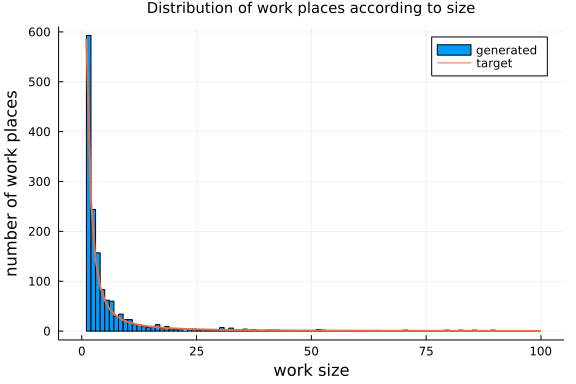 Distribution of work places according to size
600
500
400
300
200
100
0
number of work places
generated
target
0 25 50 75 100
work size